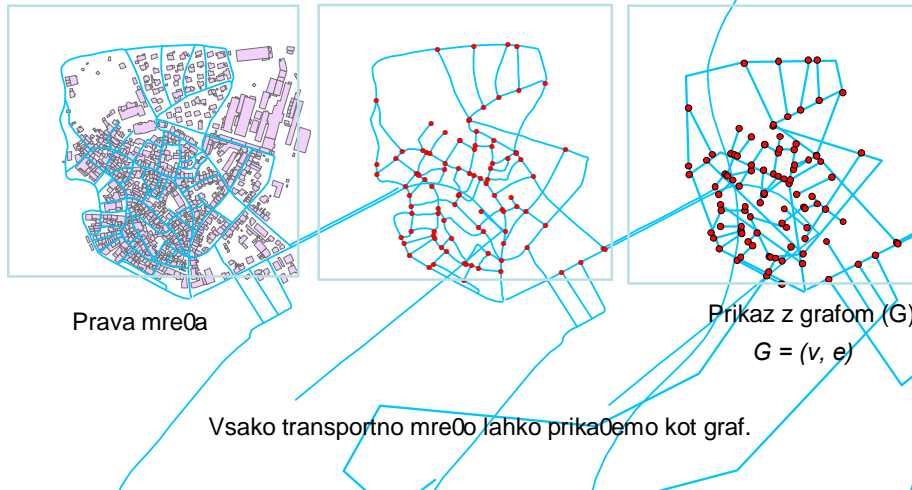 Prava mre0a
Prikaz z grafom (G)
G = (v, e)
Vsako transportno mre0o lahko prika0emo kot graf.